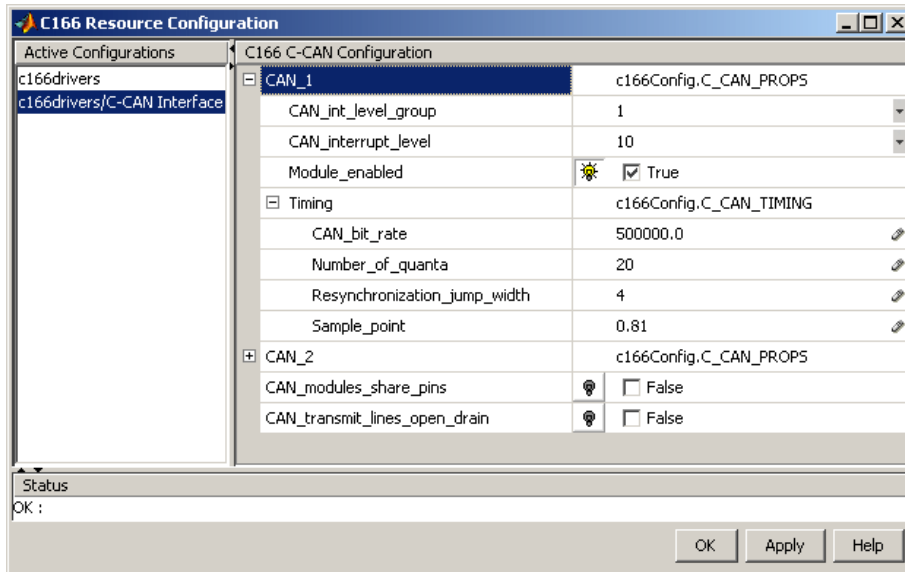 C166 Resource Configuration
Active Configurations
C166 C-CAN Configuration
c166drivers
c166drivers/C-CAN Interface
CAN_1 c166Config.C_CAN_PROPS
CAN_int_level_group 1
CAN_interrupt_level 10
Module_enabled True
Timing c166Config.C_CAN_TIMING
CAN_bit_rate 500000.0
Number_of_quanta 20
Resynchronization_jump_width 4
Sample_point 0.81
CAN_2 c166Config.C_CAN_PROPS
CAN_modules_share_pins False
CAN_transmit_lines_open_drain False
Status
OK :
OK Apply Help